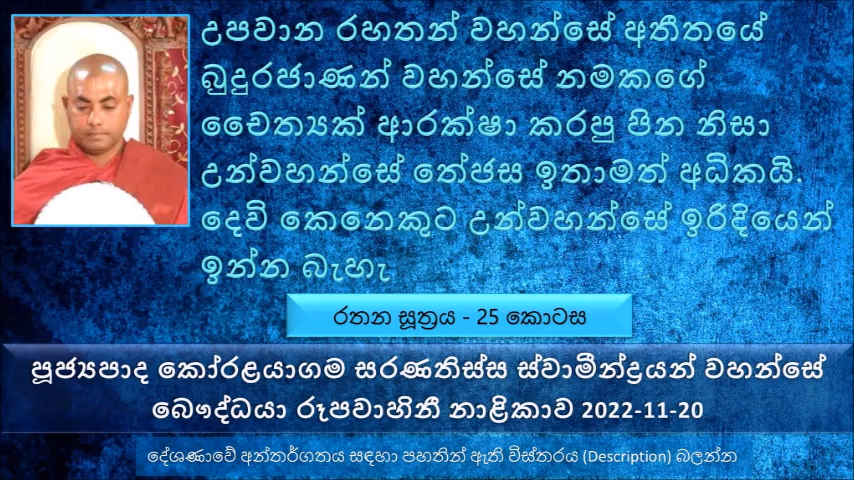 උපවාන රහතන් වහන්සේ අතීතයේ
බුදුරජාණන් වහන්සේ නමකගේ
චෛත්‍යක් ආරක්ෂා කරපු පින නිසා
උන්වහන්සේ තේජස ඉතාමත් අධිකයි.
දෙවි කෙනෙකුට උන්වහන්සේ ඉරිඳියෙන්
ඉන්න බැහැ
රතන සූත්‍රය - 25 කොටස
පූජ්‍යපාද කෝරළයාගම සරණතිස්ස ස්වාමීන්ද්‍රයන් වහන්සේ
බෞද්ධයා රූපවාහිනී නාළිකාව 2022-11-20
දේශණාවේ අන්තර්ගතය සඳහා පහතින් ඇති විස්තරය (Description) බලන්න